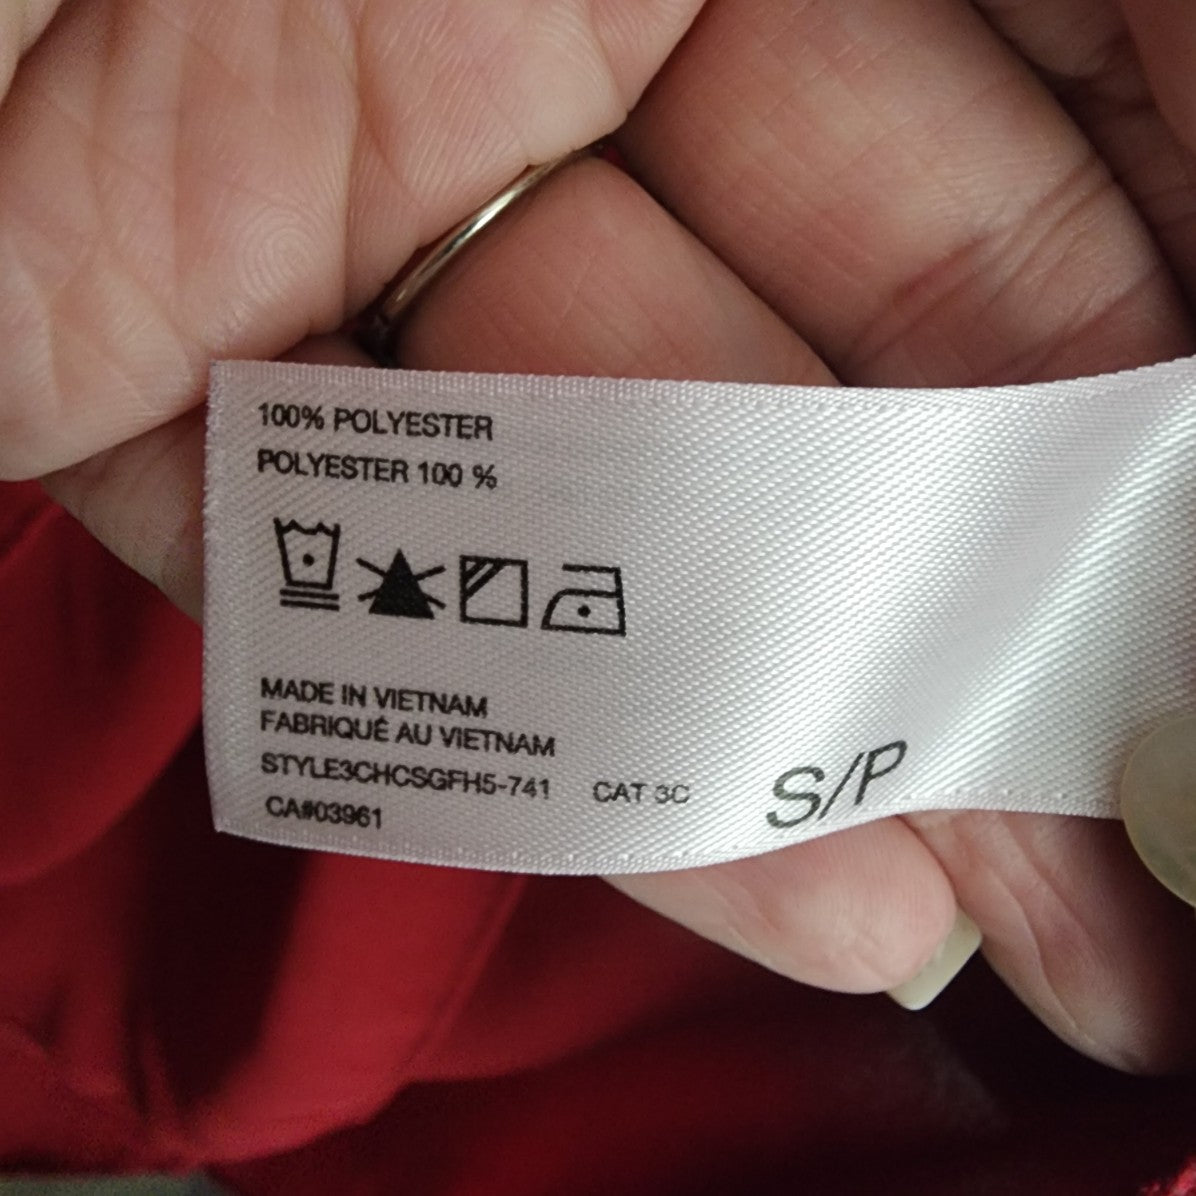 100% POLYESTER
POLYESTER 100 %
MADE IN VIETNAM
FABRIQUÉ AU VIETNAM
STYLE3CHCSGFH5-741 CAT 3C
CA#03961
S/P